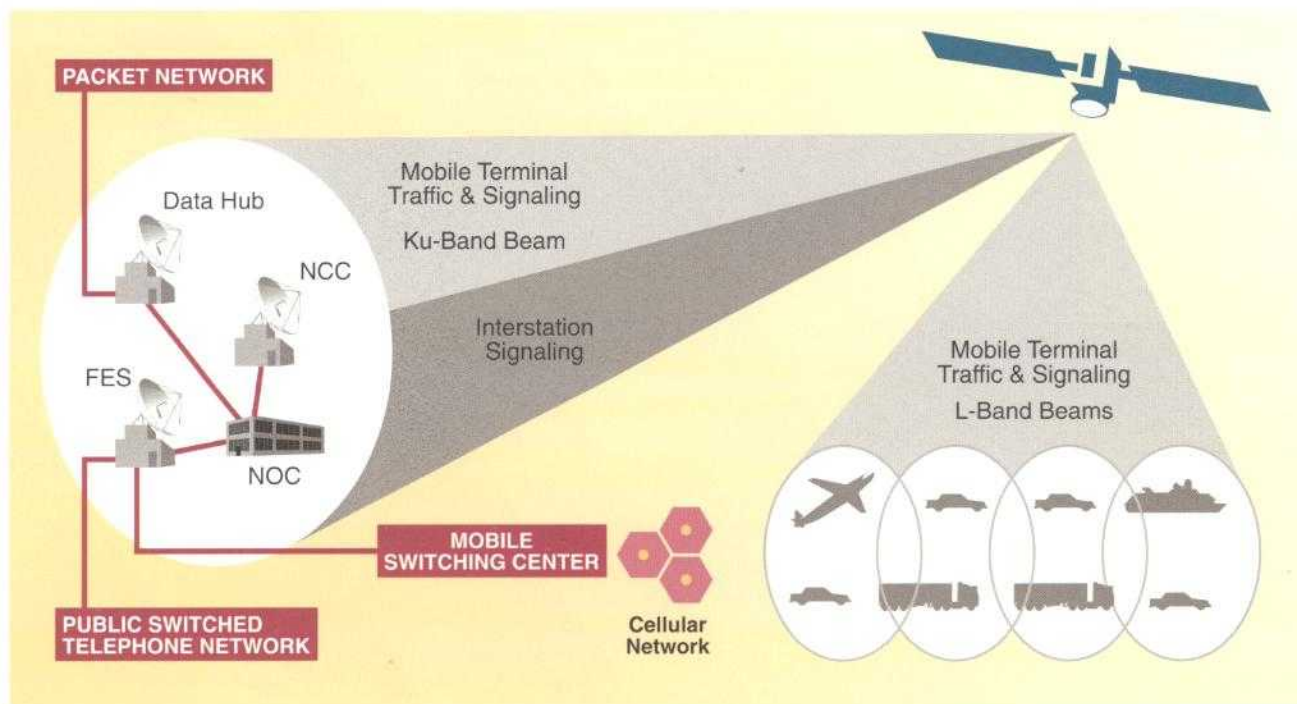 PACKET NETWORK
Data Hub
NCC
FES
NOC
Mobile Terminal
Traffic & Signaling
Ku-Band Beam
Interstation
Signaling
Mobile Terminal
Traffic & Signaling
L-Band Beams
MOBILE
SWITCHING CENTER
Cellular
Network
PUBLIC SWITCHED
TELEPHONE NETWORK